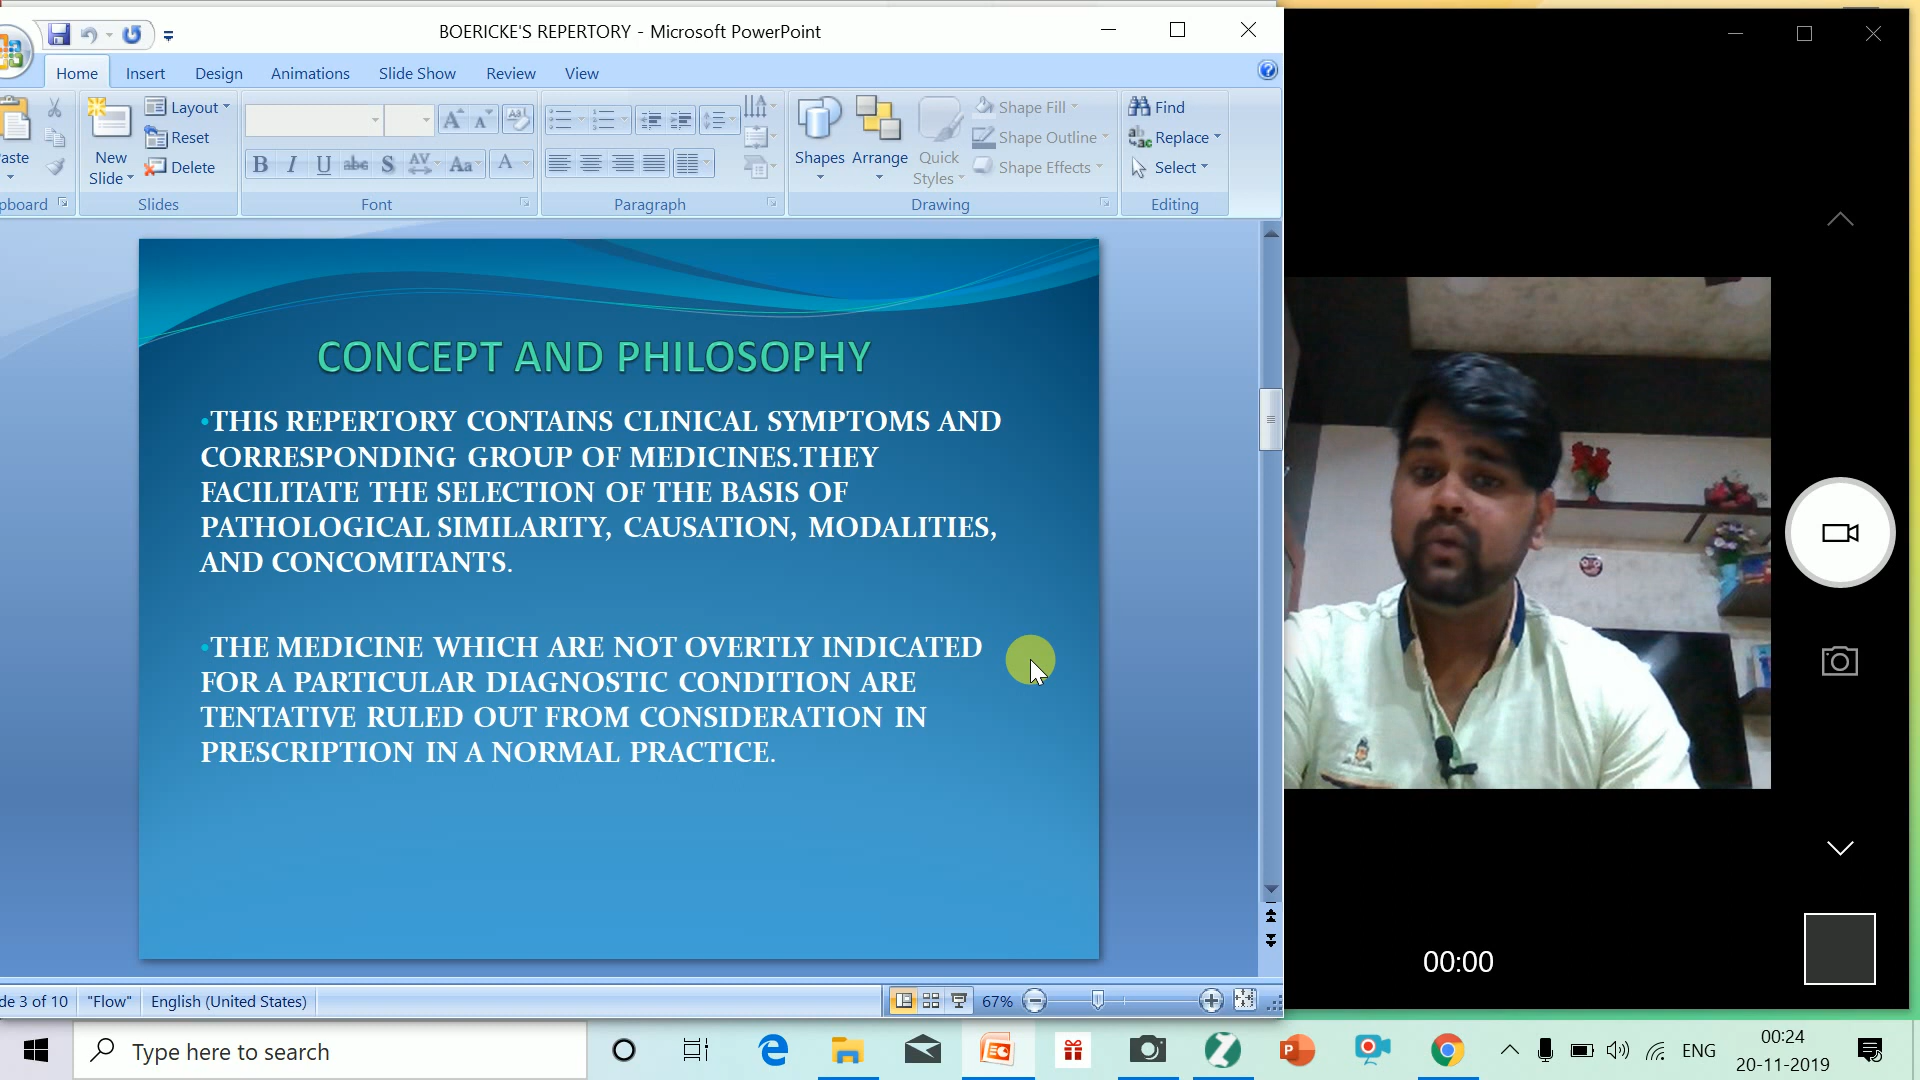 BOERICKE'S REPERTORY - Microsoft PowerPoint
Home Insert Design Animations Slide Show Review View
aste
New Slide
Layout
Reset
Delete
B I U abc S AV Aa A
Shapes Arrange Quick Styles
Shape Fill
Shape Outline
Shape Effects
Find
Replace
Select
pboard Slides Font Paragraph Drawing Editing
CONCEPT AND PHILOSOPHY
•THIS REPERTORY CONTAINS CLINICAL SYMPTOMS AND
CORRESPONDING GROUP OF MEDICINES.THEY
FACILITATE THE SELECTION OF THE BASIS OF
PATHOLOGICAL SIMILARITY, CAUSATION, MODALITIES,
AND CONCOMITANTS.
•THE MEDICINE WHICH ARE NOT OVERTLY INDICATED
FOR A PARTICULAR DIAGNOSTIC CONDITION ARE
TENTATIVE RULED OUT FROM CONSIDERATION IN
PRESCRIPTION IN A NORMAL PRACTICE.
00:00
de 3 of 10 "Flow" English (United States) 67%
Type here to search
ENG
00:24
20-11-2019